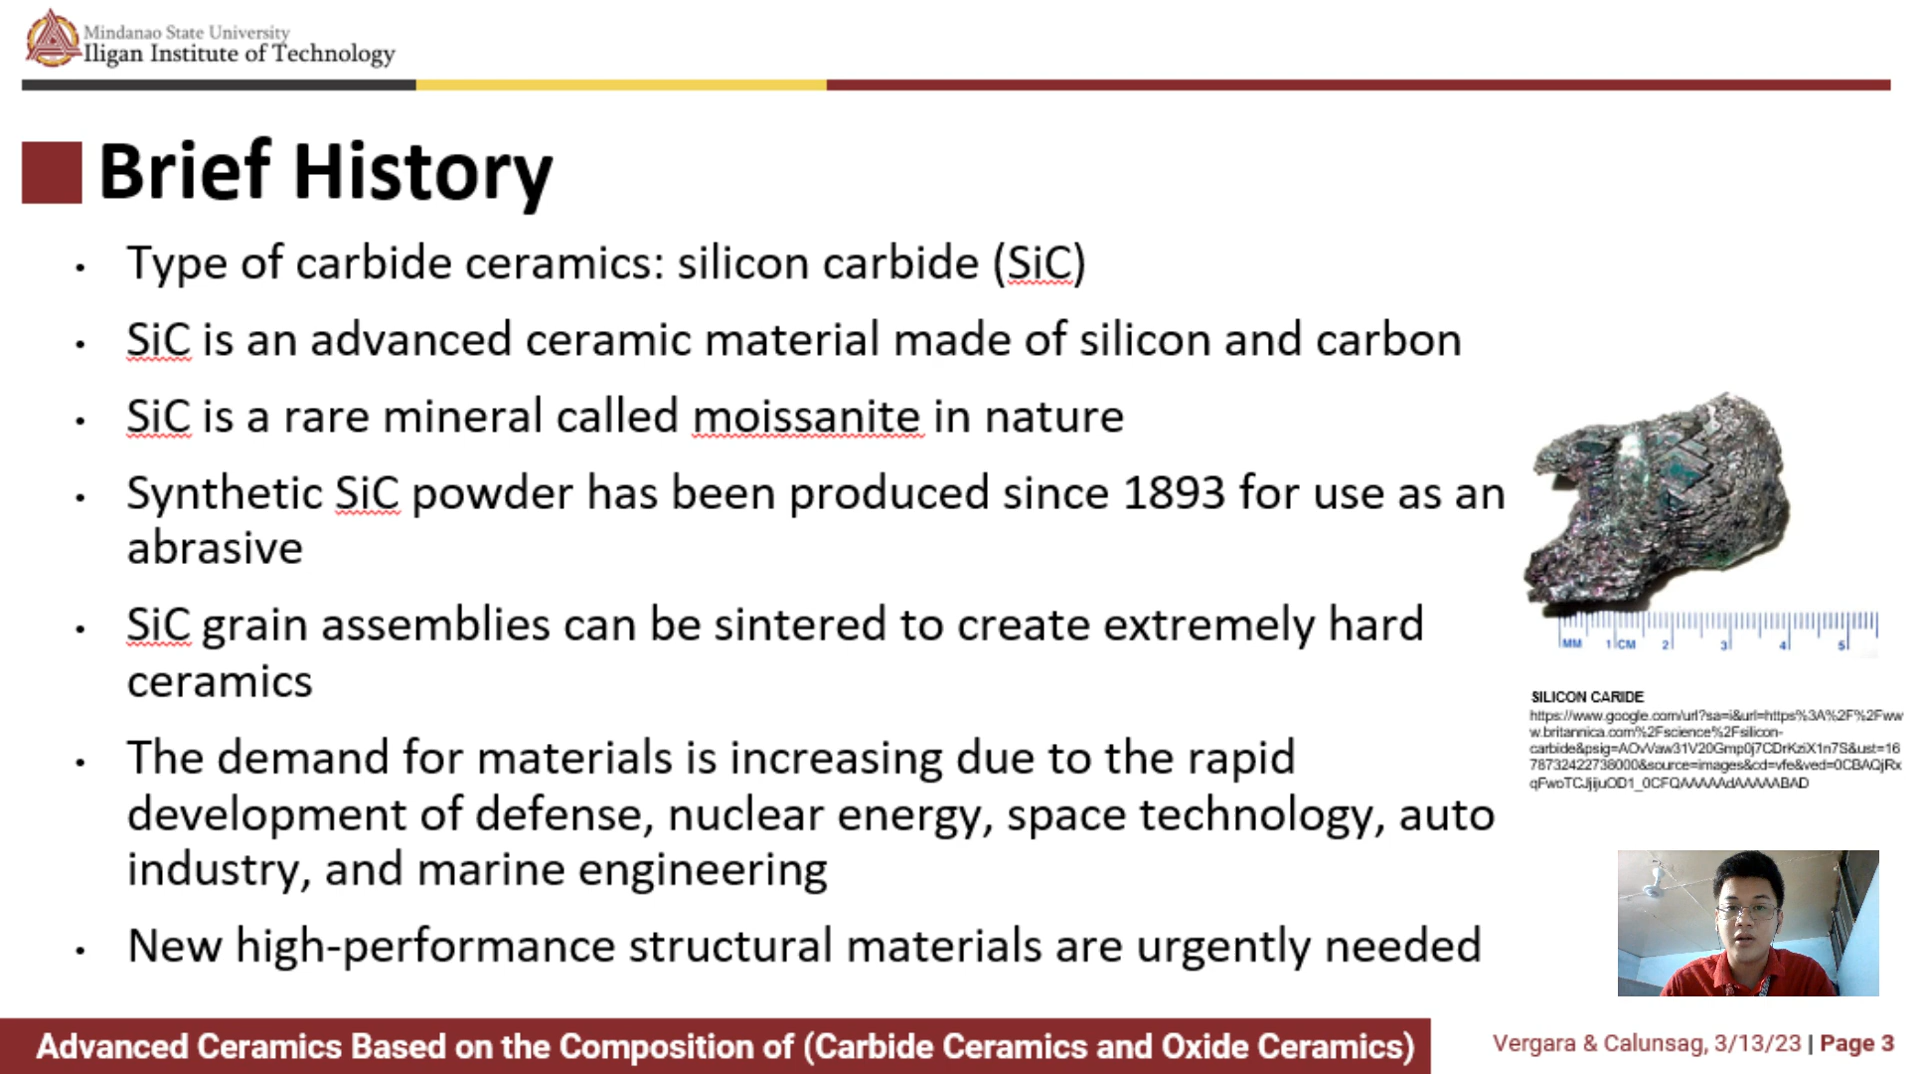 Mindanao State University
Iligan Institute of Technology
Brief History
• Type of carbide ceramics: silicon carbide (SiC)
• SiC is an advanced ceramic material made of silicon and carbon
• SiC is a rare mineral called moissanite in nature
• Synthetic SiC powder has been produced since 1893 for use as an
abrasive
• SiC grain assemblies can be sintered to create extremely hard
ceramics
• The demand for materials is increasing due to the rapid
development of defense, nuclear energy, space technology, auto
industry, and marine engineering
• New high-performance structural materials are urgently needed
MM 1 CM 2 3 4 5
SILICON CARIDE
https://www.google.com/url?sa=i&url=https%3A%2F%2Fww
w.britannica.com%2Fscience%2Fsilicon-
carbide&psig=AOvVaw31V20Gmp0j7CDrKziX1n7S&ust=16
78732422738000&source=images&cd=vfe&ved=0CBAQjRx
qFwoTCJjijuOD1_0CFQAAAAAdAAAAABAD
Advanced Ceramics Based on the Composition of (Carbide Ceramics and Oxide Ceramics)
Vergara & Calunsag, 3/13/23 | Page 3